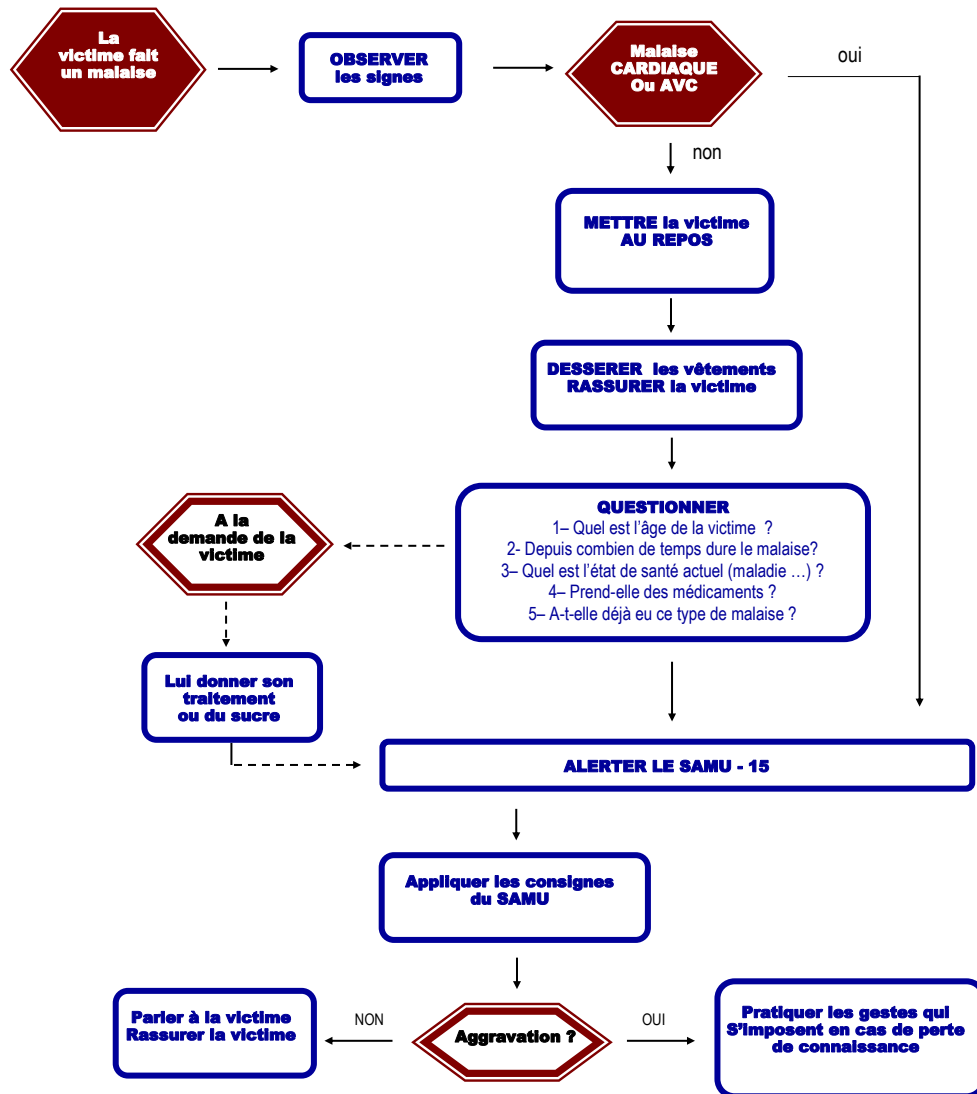 La
victime fait
un malaise
OBSERVER
les signes
Malaise
CARDIAQUE
Ou AVC
oui
non
METTRE la victime
AU REPOS
DESSERER les vêtements
RASSURER la victime
QUESTIONNER
1– Quel est l’âge de la victime ?
2- Depuis combien de temps dure le malaise?
3– Quel est l’état de santé actuel (maladie …) ?
4– Prend-elle des médicaments ?
5– A-t-elle déjà eu ce type de malaise ?
A la
demande de la
victime
Lui donner son
traitement
ou du sucre
ALERTER LE SAMU - 15
Appliquer les consignes
du SAMU
Aggravation ?
NON
Parler à la victime
Rassurer la victime
OUI
Pratiquer les gestes qui
S’imposent en cas de perte
de connaissance